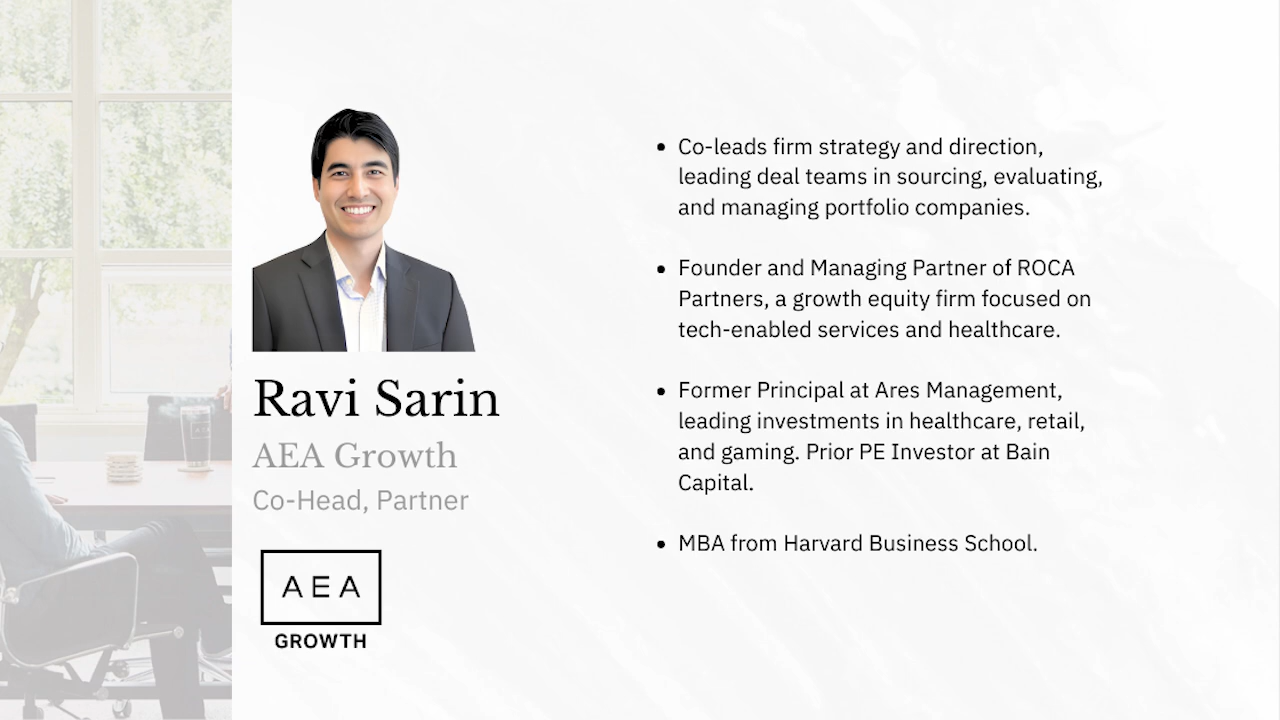 Ravi Sarin
AEA Growth
Co-Head, Partner
AEA
GROWTH
• Co-leads firm strategy and direction,
leading deal teams in sourcing, evaluating,
and managing portfolio companies.
• Founder and Managing Partner of ROCA
Partners, a growth equity firm focused on
tech-enabled services and healthcare.
• Former Principal at Ares Management,
leading investments in healthcare, retail,
and gaming. Prior PE Investor at Bain
Capital.
• MBA from Harvard Business School.